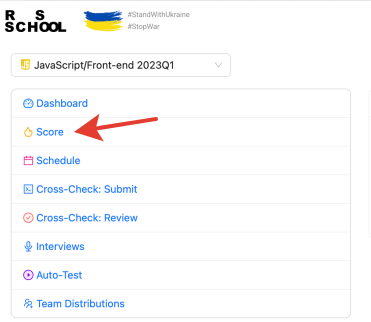 RS
SCHOOL
#StandWithUkraine
#StopWar
JavaScript/Front-end 2023Q1
Dashboard
Score
Schedule
Cross-Check: Submit
Cross-Check: Review
Interviews
Auto-Test
Team Distributions